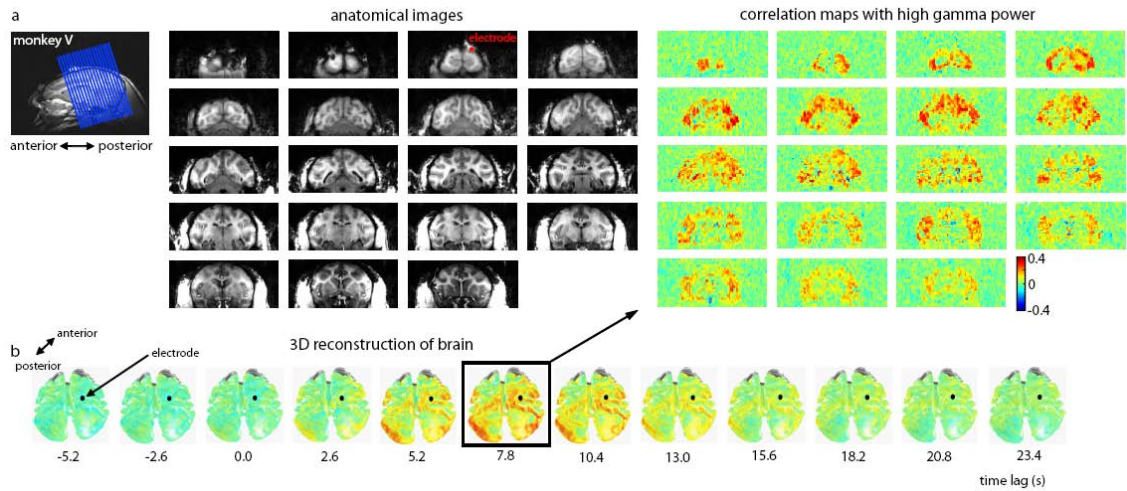 a
anatomical images
correlation maps with high gamma power
monkey V
electrode
anterior
posterior
0.4
0
-0.4
b
anterior
posterior
electrode
3D reconstruction of brain
-5.2
-2.6
0.0
2.6
5.2
7.8
10.4
13.0
15.6
18.2
20.8
23.4
time lag (s)